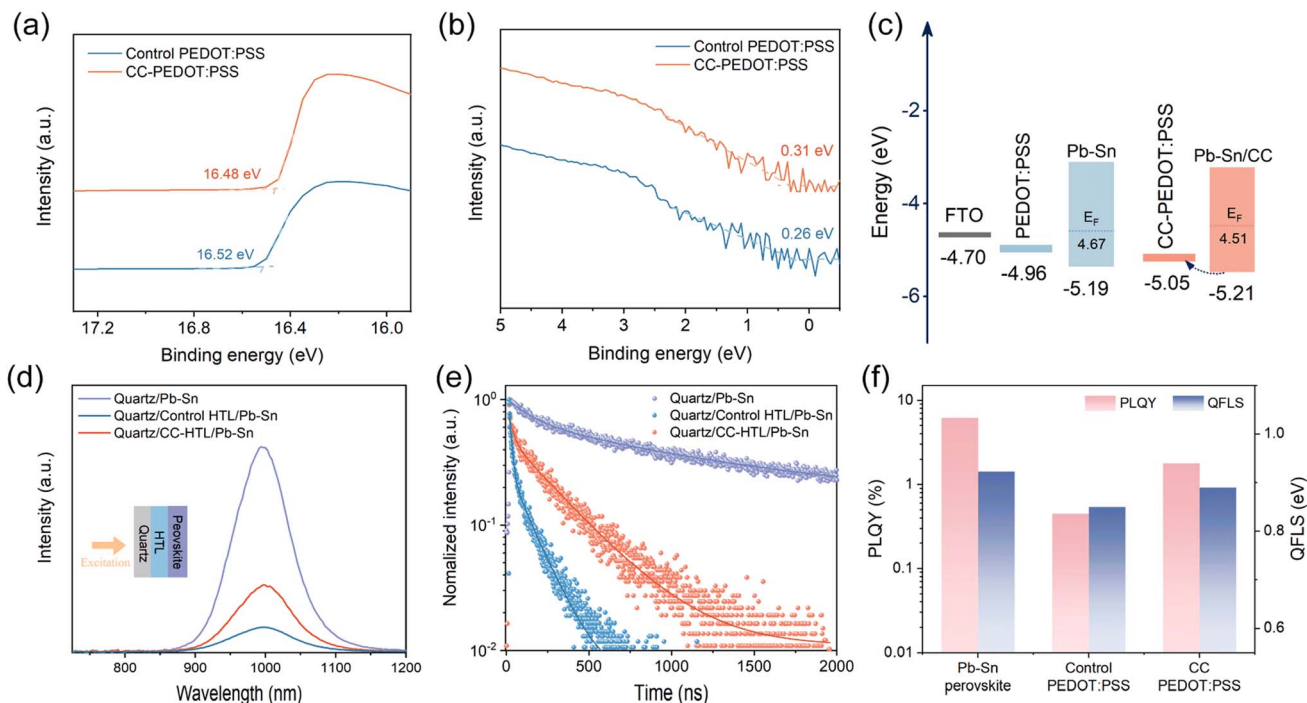 (a)
Control PEDOT:PSS
CC-PEDOT:PSS
16.48 eV
16.52 eV
Intensity (a.u.)
17.2 16.8 16.4 16.0
Binding energy (eV)
(b)
Control PEDOT:PSS
CC-PEDOT:PSS
0.31 eV
0.26 eV
Intensity (a.u.)
5 4 3 2 1 0
Binding energy (eV)
(c)
Energy (eV)
-2
-4
-6
FTO
-4.70
PEDOT:PSS
-4.96
Pb-Sn
EF
4.67
-5.19
CC-PEDOT:PSS
-5.05
Pb-Sn/CC
EF
4.51
-5.21
(d)
Quartz/Pb-Sn
Quartz/Control HTL/Pb-Sn
Quartz/CC-HTL/Pb-Sn
Intensity (a.u.)
Excitation
Quartz
HTL
Peovskite
800 900 1000 1100 1200
Wavelength (nm)
(e)
Quartz/Pb-Sn
Quartz/Control HTL/Pb-Sn
Quartz/CC-HTL/Pb-Sn
Nomalized intensity (a.u.)
10^0
10^-1
10^-2
0 500 1000 1500 2000
Time (ns)
(f)
PLQY QFLS
PLQY (%)
10
1
0.1
0.01
QFLS (eV)
1.0
0.8
0.6
Pb-Sn
perovskite
Control
PEDOT:PSS
CC
PEDOT:PSS